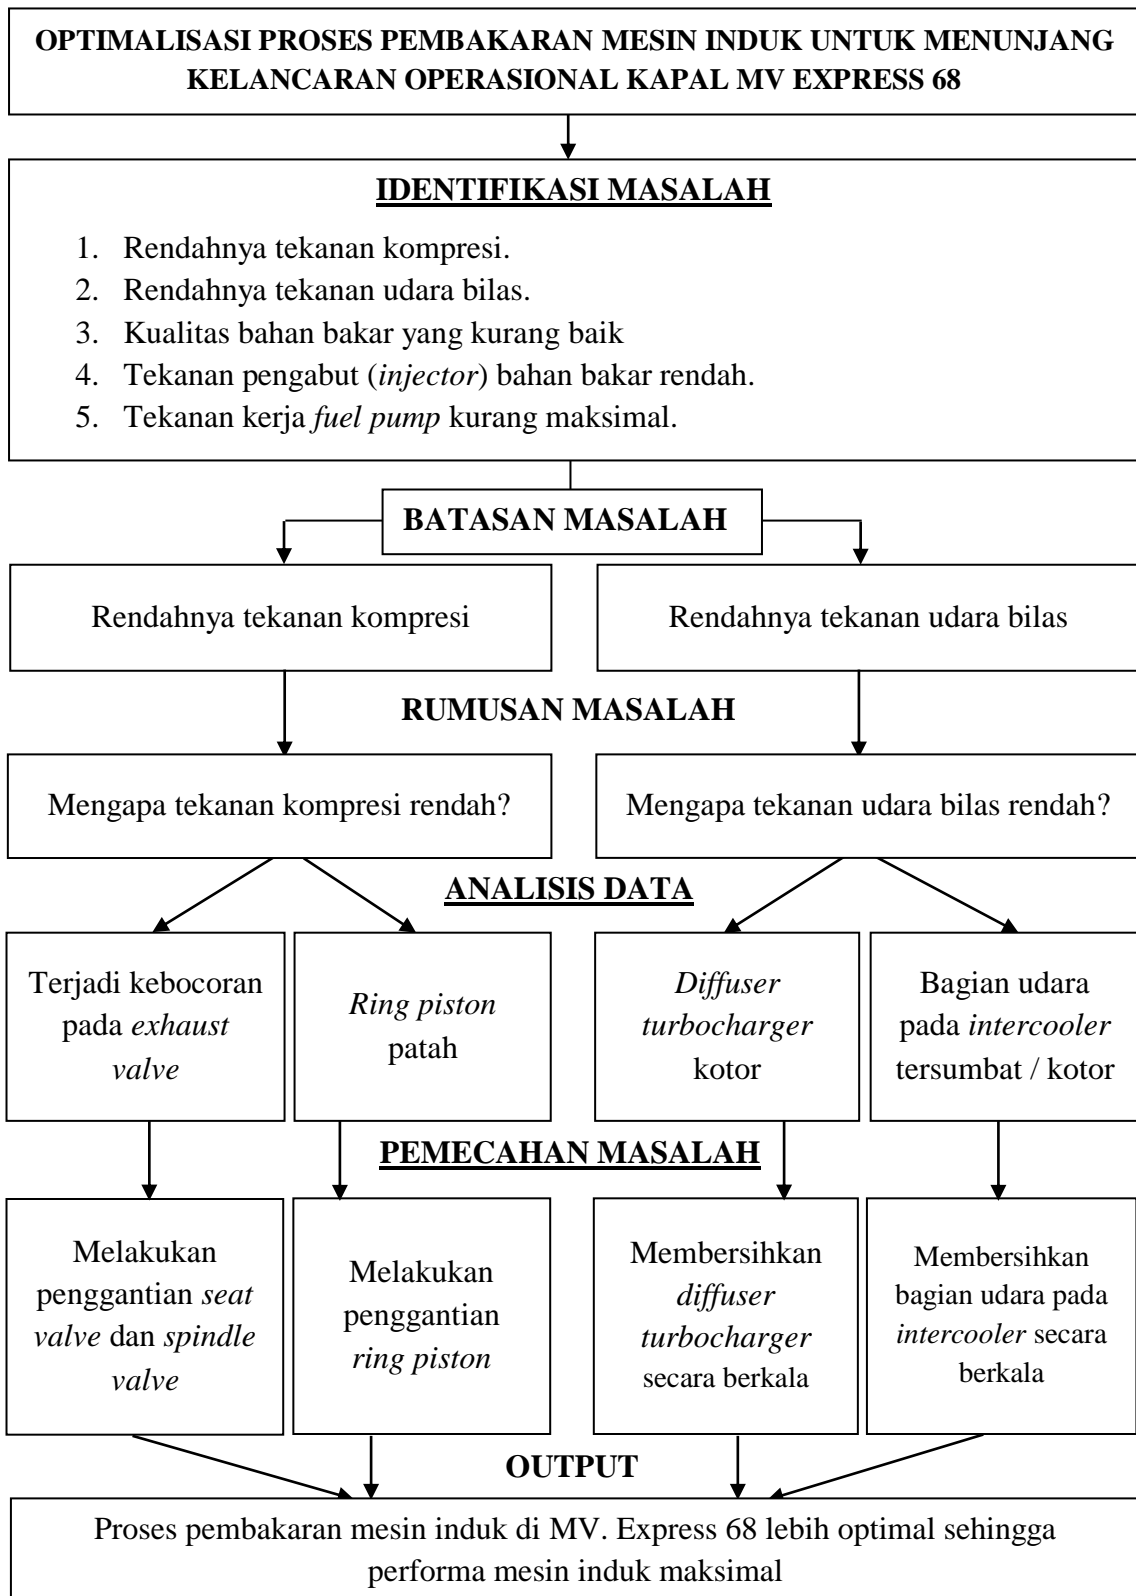 OPTIMALISASI PROSES PEMBAKARAN MESIN INDUK UNTUK MENUNJANG
KELANCARAN OPERASIONAL KAPAL MV EXPRESS 68
IDENTIFIKASI MASALAH
1. Rendahnya tekanan kompresi.
2. Rendahnya tekanan udara bilas.
3. Kualitas bahan bakar yang kurang baik
4. Tekanan pengabut (injector) bahan bakar rendah.
5. Tekanan kerja fuel pump kurang maksimal.
BATASAN MASALAH
Rendahnya tekanan kompresi
Rendahnya tekanan udara bilas
RUMUSAN MASALAH
Mengapa tekanan kompresi rendah?
Mengapa tekanan udara bilas rendah?
ANALISIS DATA
Terjadi kebocoran
pada exhaust
valve
Ring piston
patah
Diffuser
turbocharger
kotor
Bagian udara
pada intercooler
tersumbat / kotor
PEMECAHAN MASALAH
Melakukan
penggantian seat
valve dan spindle
valve
Melakukan
penggantian
ring piston
Membersihkan
diffuser
turbocharger
secara berkala
Membersihkan
bagian udara pada
intercooler secara
berkala
OUTPUT
Proses pembakaran mesin induk di MV. Express 68 lebih optimal sehingga
performa mesin induk maksimal